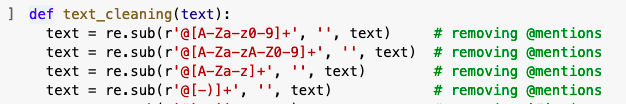 ] def text_cleaning(text):
text = re.sub(r'@[A-Za-z0-9]+', '', text) # removing @mentions
text = re.sub(r'@[A-Za-zA-Z0-9]+', '', text) # removing @mentions
text = re.sub(r'@[A-Za-z]+', '', text) # removing @mentions
text = re.sub(r'@[-)]+', '', text) # removing @mentions